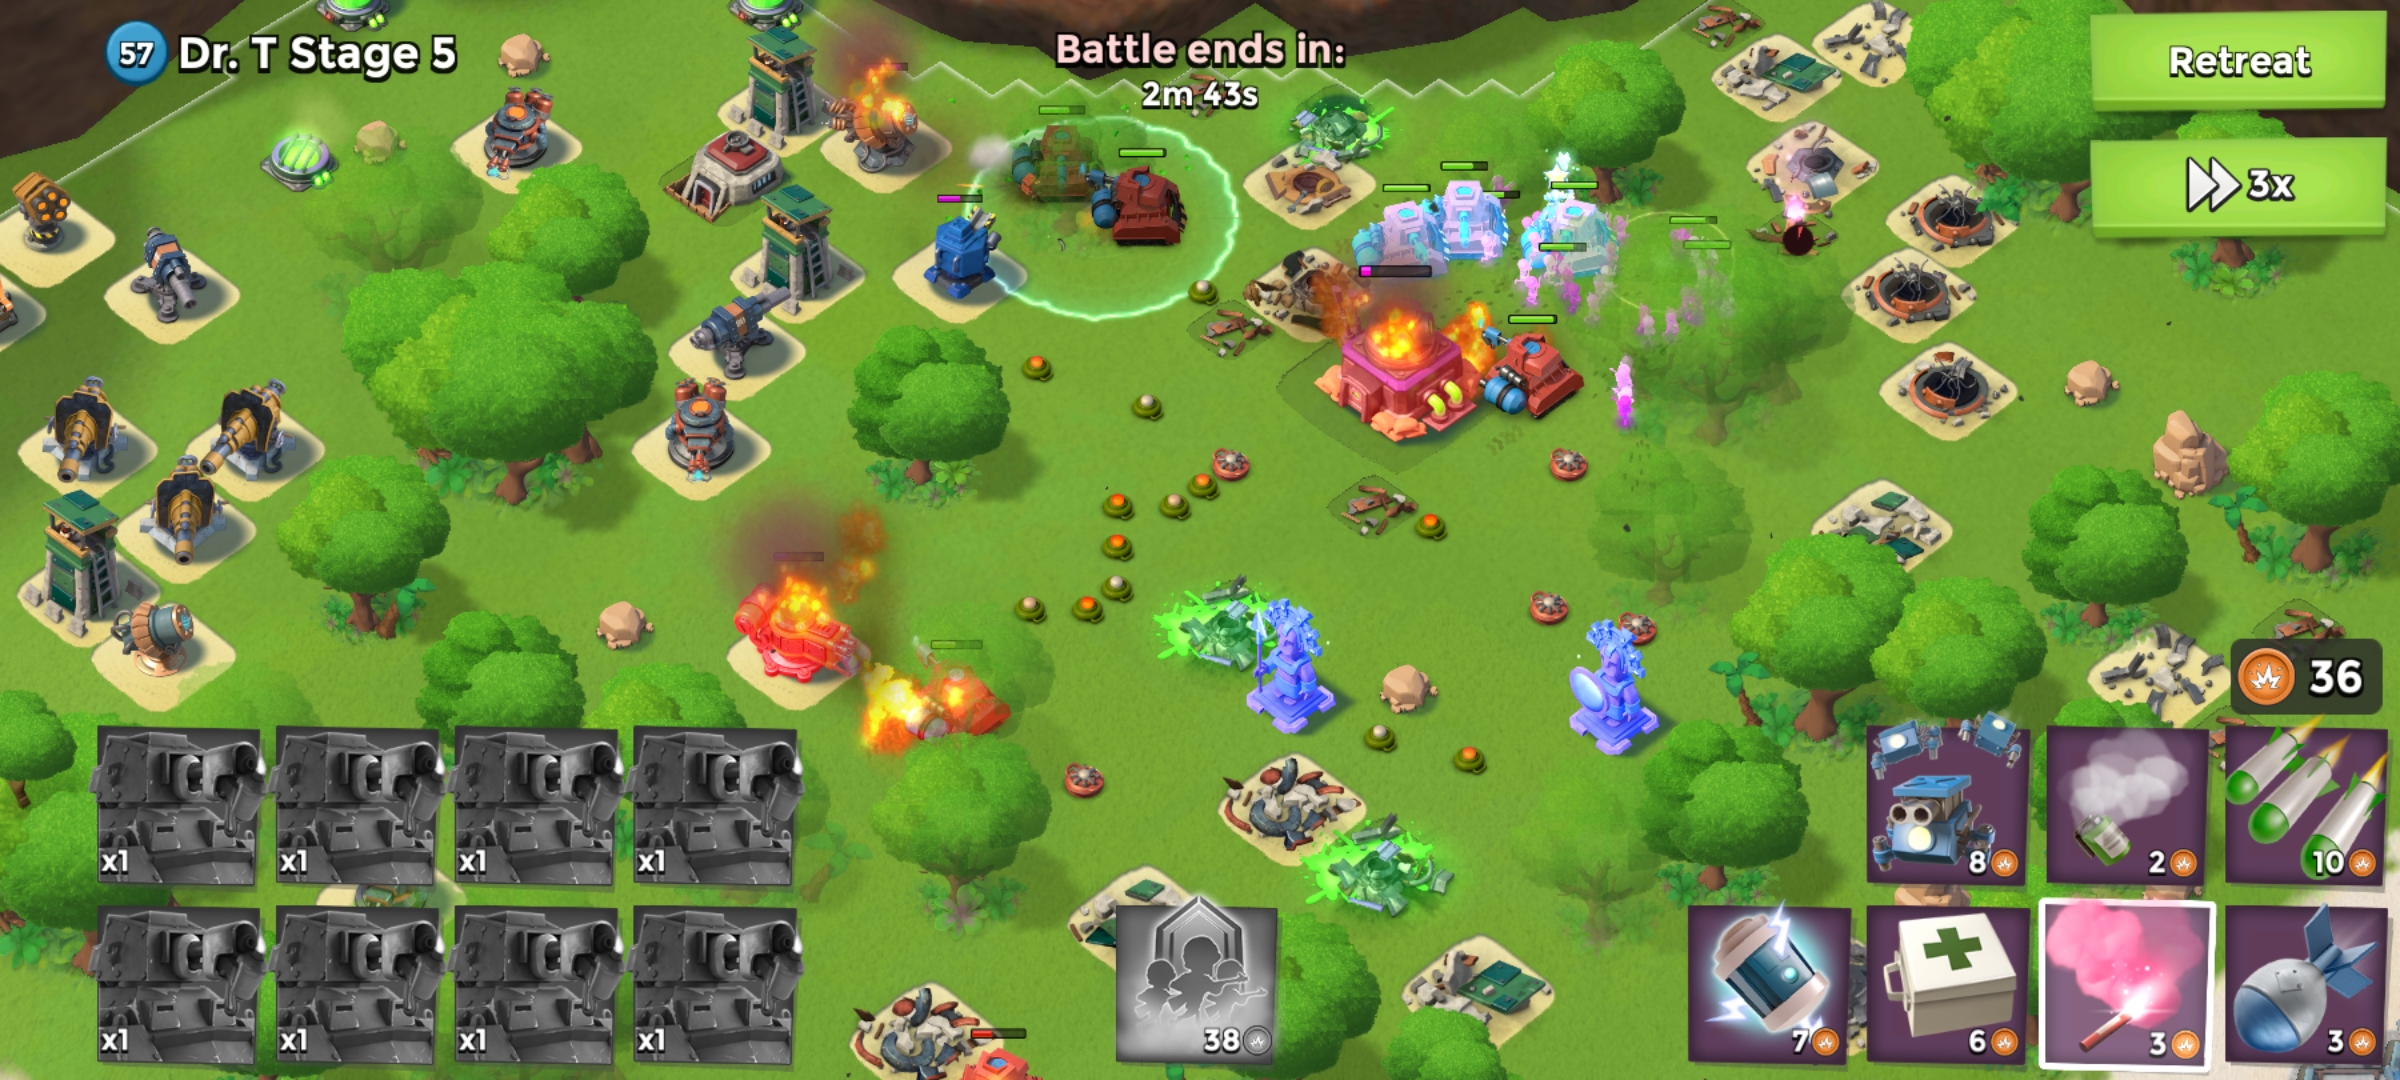 57 Dr. T Stage 5
Battle ends in:
2m 43s
Retreat
3x
36
x1 x1 x1 x1
8 2 10
x1 x1 x1 x1
38
7 6 3 3